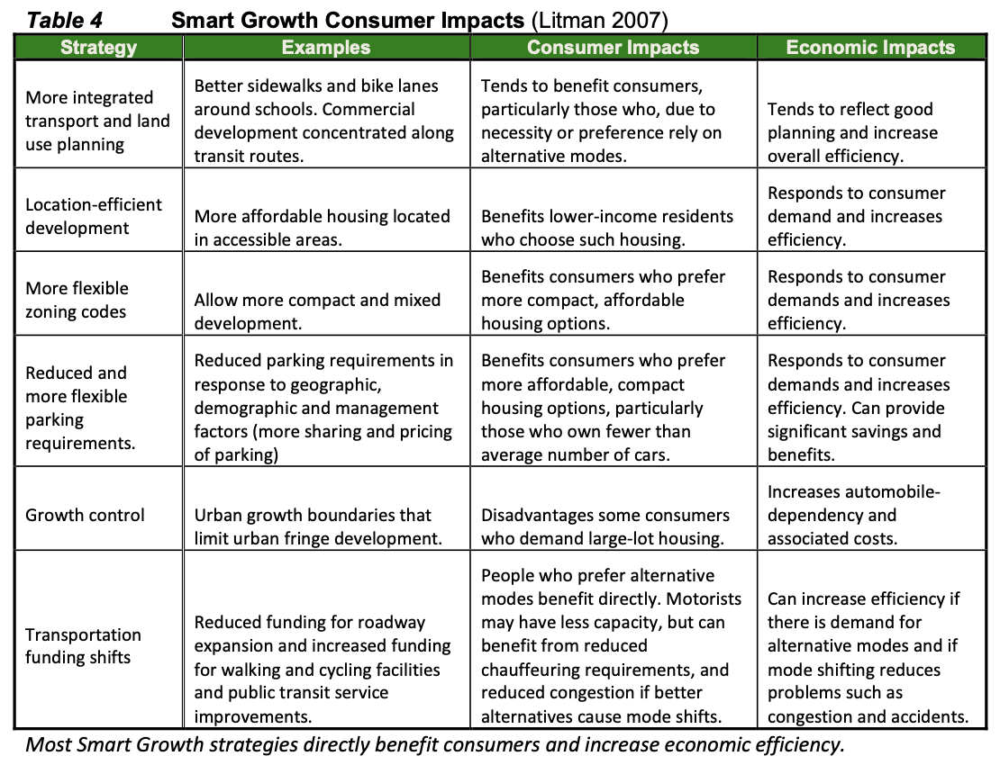 Table 4 Smart Growth Consumer Impacts (Litman 2007)
Strategy
Examples
Consumer Impacts
Economic Impacts
More integrated
transport and land
use planning
Better sidewalks and bike lanes
around schools. Commercial
development concentrated along
transit routes.
Tends to benefit consumers,
particularly those who, due to
necessity or preference rely on
alternative modes.
Tends to reflect good
planning and increase
overall efficiency.
Location-efficient
development
More affordable housing located
in accessible areas.
Benefits lower-income residents
who choose such housing.
Responds to consumer
demand and increases
efficiency.
More flexible
zoning codes
Allow more compact and mixed
development.
Benefits consumers who prefer
more compact, affordable
housing options.
Responds to consumer
demands and increases
efficiency.
Reduced and
more flexible
parking
requirements.
Reduced parking requirements in
response to geographic,
demographic and management
factors (more sharing and pricing
of parking)
Benefits consumers who prefer
more affordable, compact
housing options, particularly
those who own fewer than
average number of cars.
Responds to consumer
demands and increases
efficiency. Can provide
significant savings and
benefits.
Growth control
Urban growth boundaries that
limit urban fringe development.
Disadvantages some consumers
who demand large-lot housing.
Increases automobile-
dependency and
associated costs.
Transportation
funding shifts
Reduced funding for roadway
expansion and increased funding
for walking and cycling facilities
and public transit service
improvements.
People who prefer alternative
modes benefit directly. Motorists
may have less capacity, but can
benefit from reduced
chauffeuring requirements, and
reduced congestion if better
alternatives cause mode shifts.
Can increase efficiency if
there is demand for
alternative modes and if
mode shifting reduces
problems such as
congestion and accidents.
Most Smart Growth strategies directly benefit consumers and increase economic efficiency.